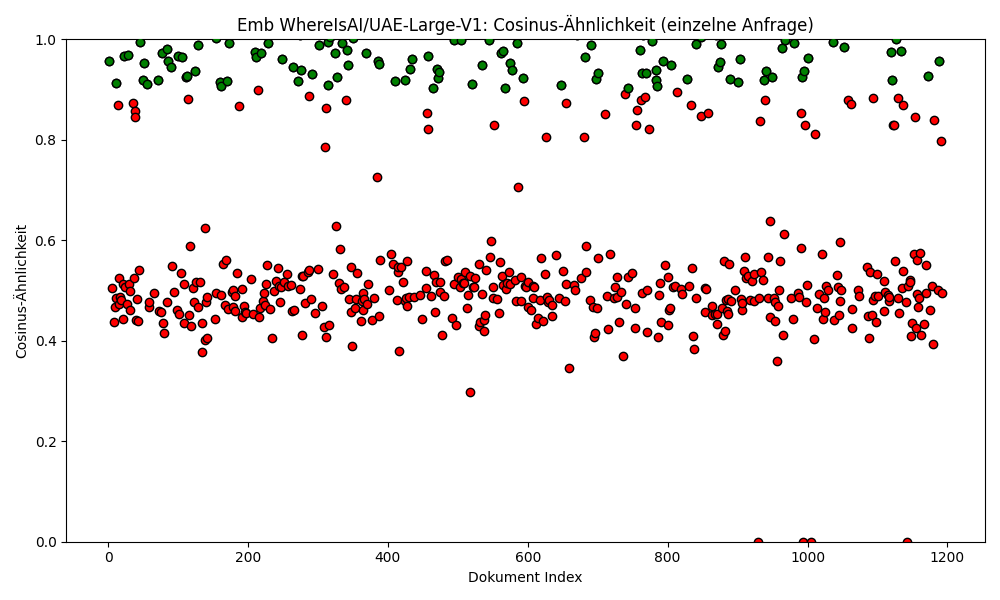 Emb WhereIsAI/UAE-Large-V1: Cosinus-Ähnlichkeit (einzelne Anfrage)
1.0
0.8
0.6
0.4
0.2
0.0
Cosinus-Ähnlichkeit
0 200 400 600 800 1000 1200
Dokument Index